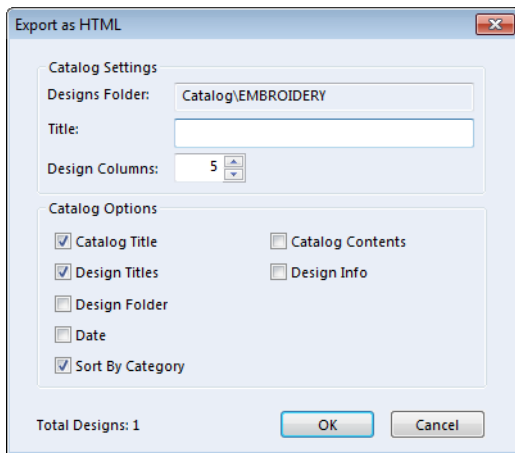 Export as HTML
Catalog Settings
Designs Folder: Catalog\EMBROIDERY
Title:
Design Columns: 5
Catalog Options
Catalog Title Catalog Contents
Design Titles Design Info
Design Folder
Date
Sort By Category
Total Designs: 1 OK Cancel